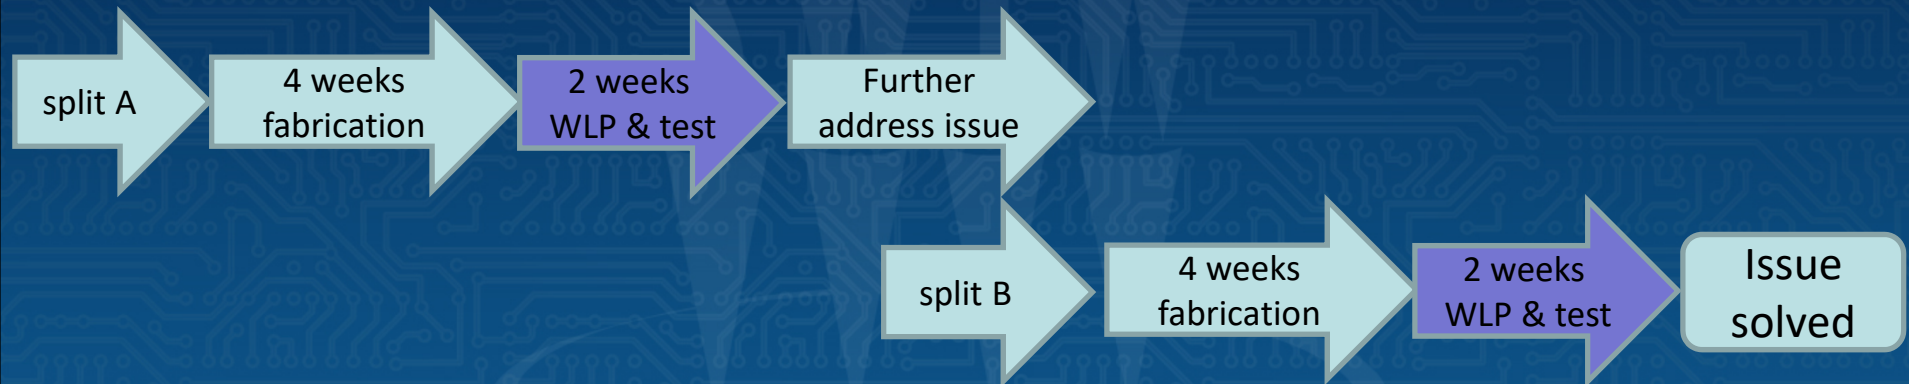 split A
4 weeks
fabrication
2 weeks
WLP & test
Further
address issue
split B
4 weeks
fabrication
2 weeks
WLP & test
Issue
solved